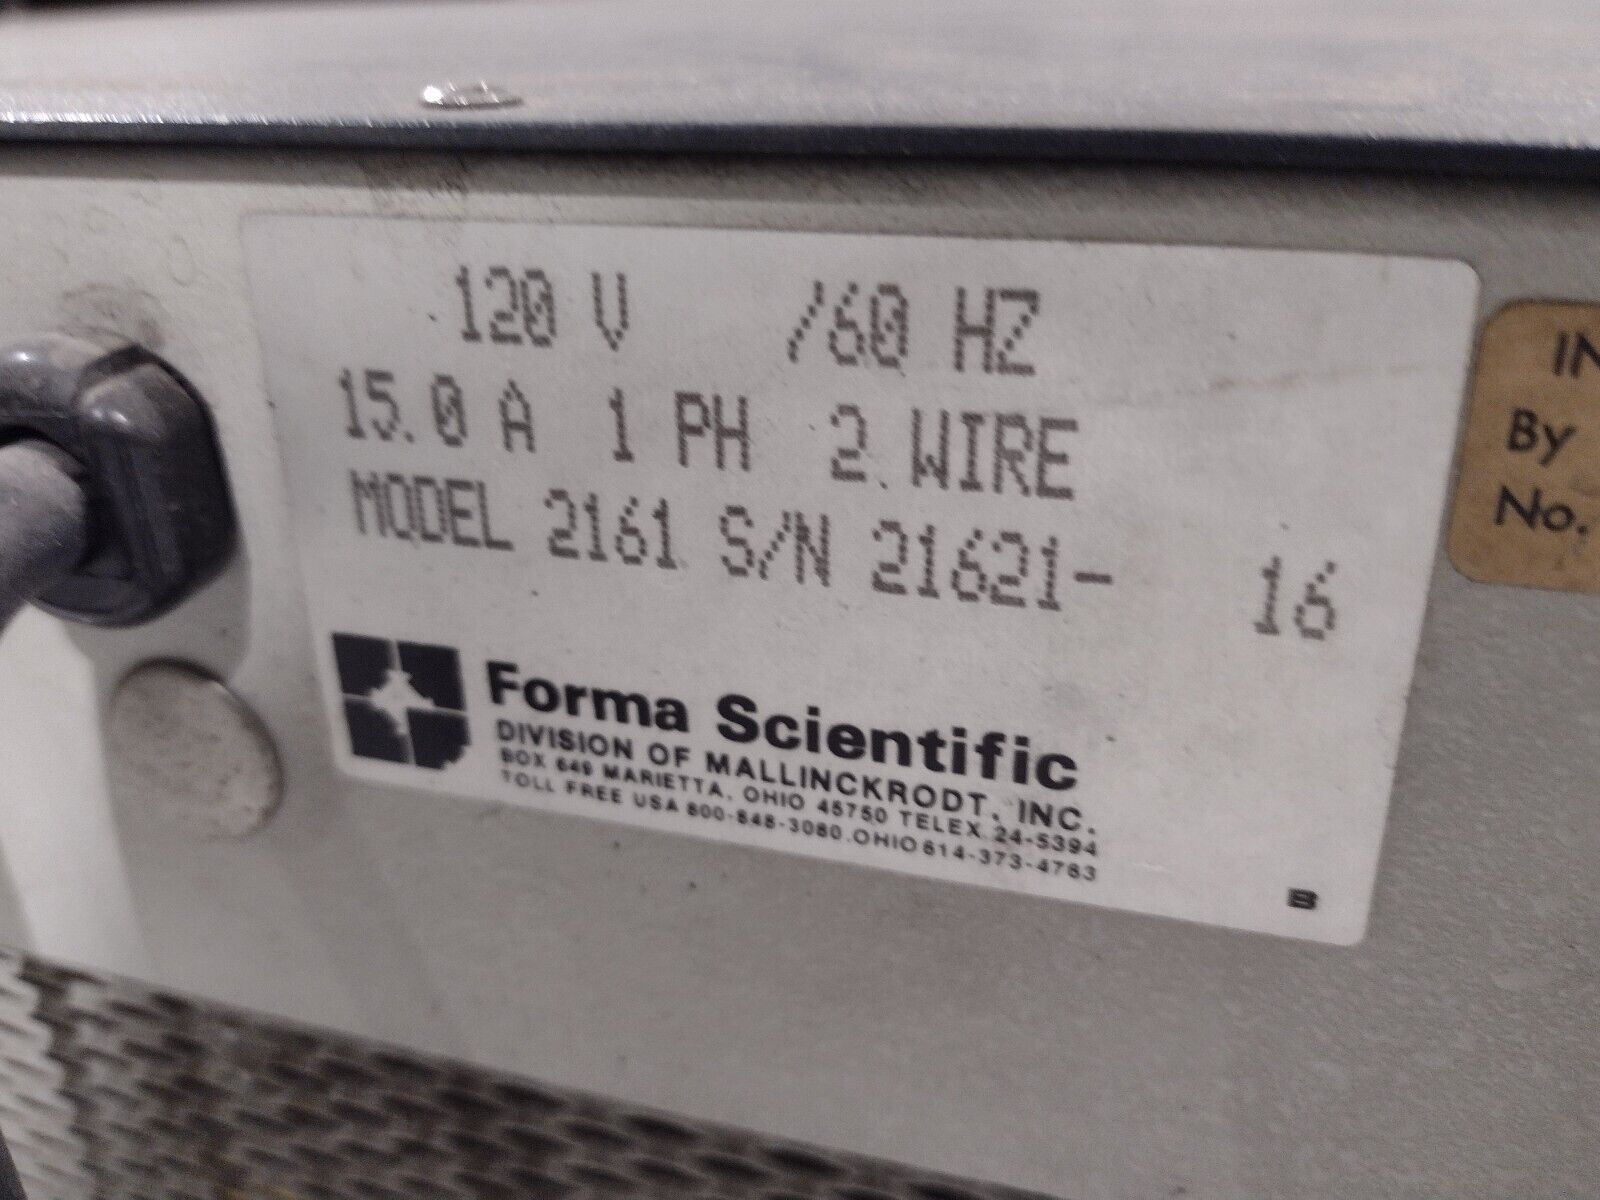 120 V /60 HZ
15.0 A 1 PH 2 WIRE
MODEL 2161 S/N 21621- 16
Forma Scientific
DIVISION OF MALLINCKRODT, INC.
BOX 649 MARIETTA, OHIO 45750 TELEX 24-5394
TOLL FREE USA 800-848-3080. OHIO 614-373-4763
B
IN
By
No.